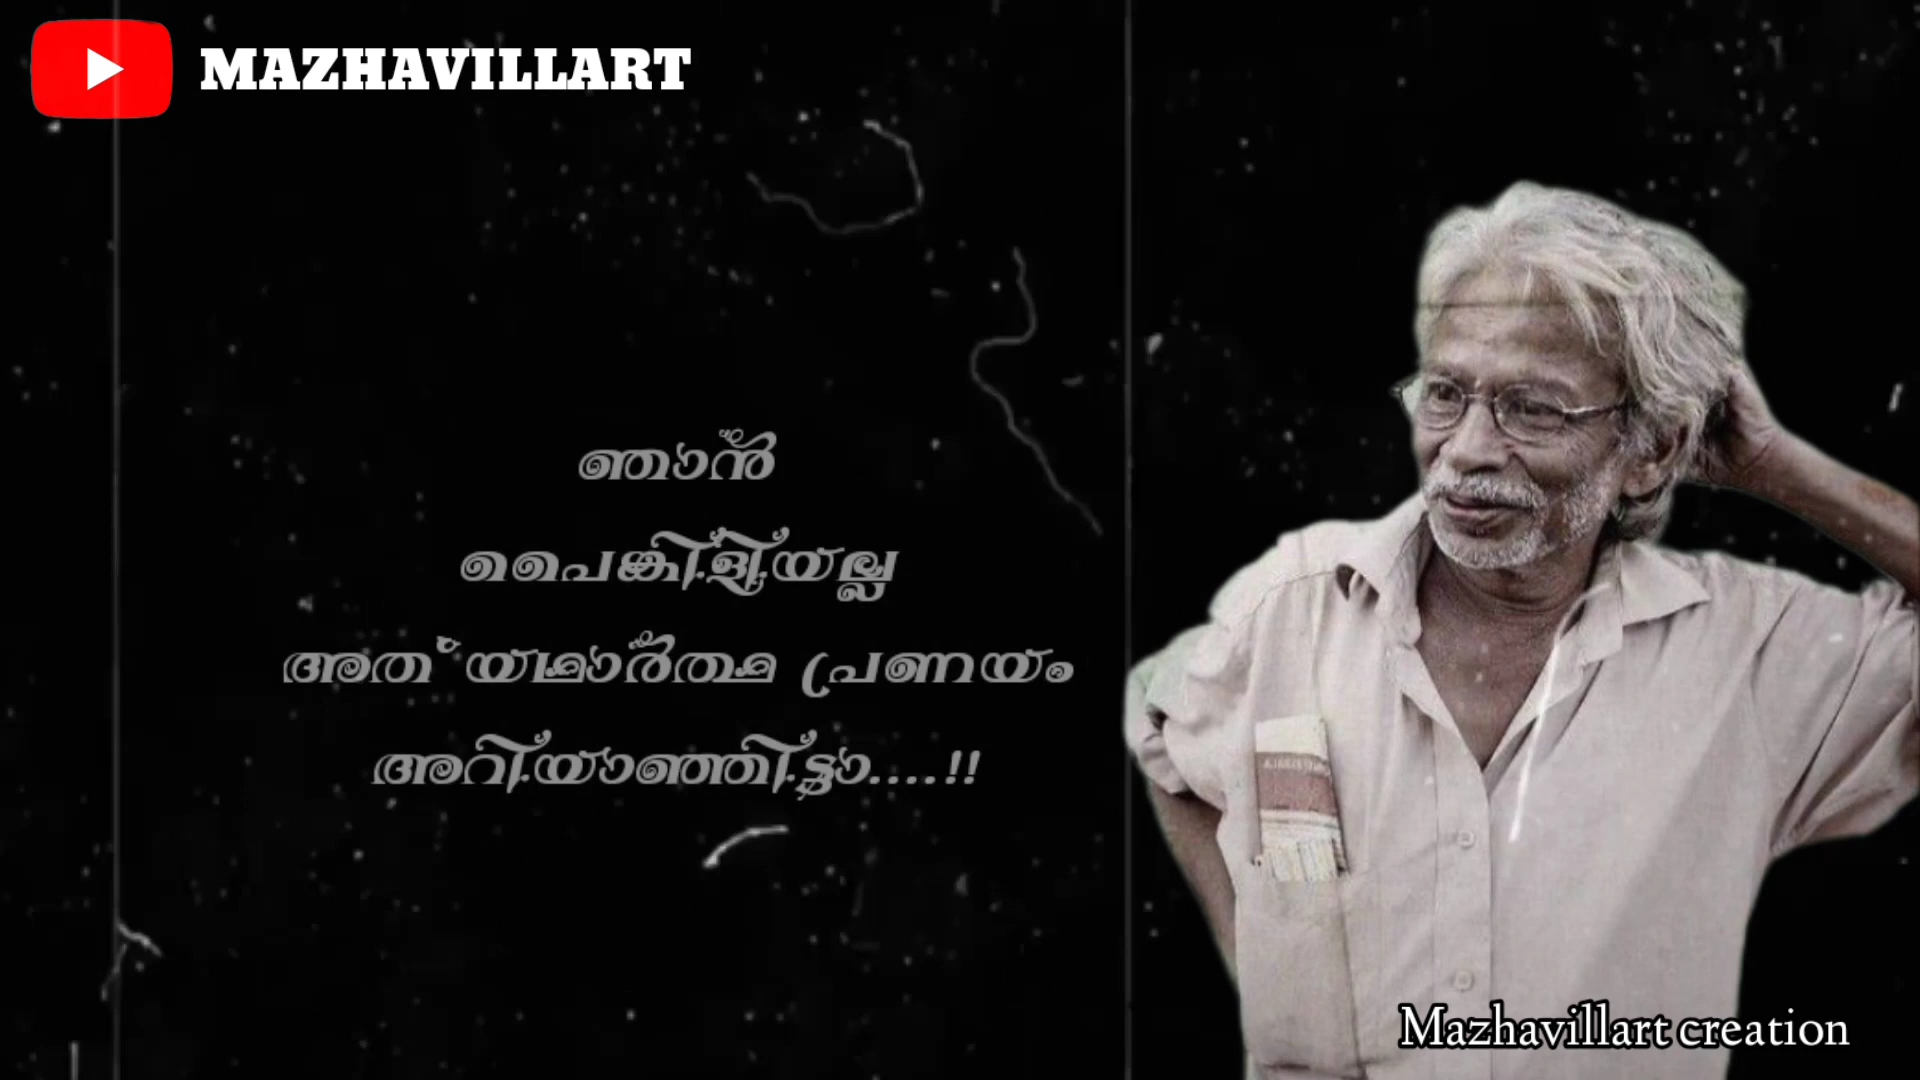 MAZHAVILLART
ഞാൻ
പൈങ്കിളിയല്ല
അത് യഥാർത്ഥ പ്രണയം
അറിയാഞ്ഞിട്ടാ....!!
Mazhavillart creation